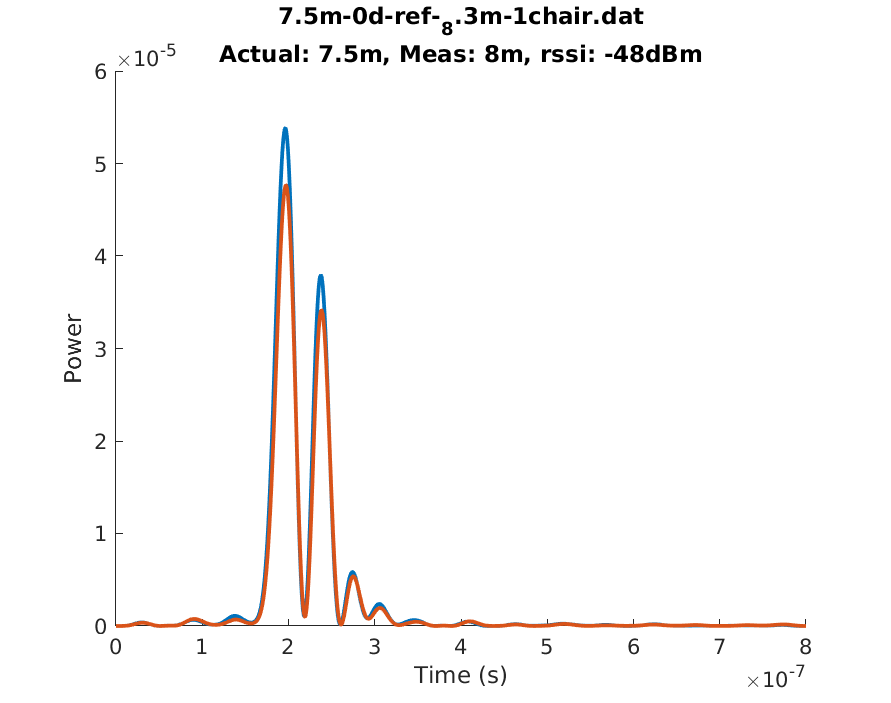 7.5m-0d-ref-₈.3m-1chair.dat
Actual: 7.5m, Meas: 8m, rssi: -48dBm
×10⁻⁵
6
5
4
3
2
1
0
Power
0 1 2 3 4 5 6 7 8
Time (s)
×10⁻⁷